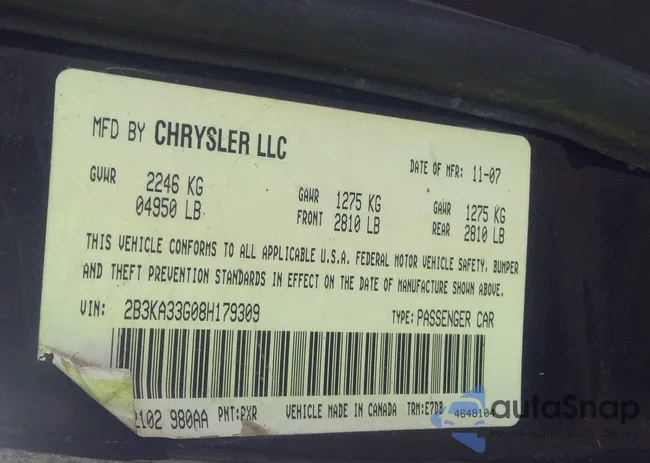 MFD BY CHRYSLER LLC
DATE OF MFR: 11-07
GVWR 2246 KG GAWR 1275 KG GAWR 1275 KG
04950 LB FRONT 2810 LB REAR 2810 LB
THIS VEHICLE CONFORMS TO ALL APPLICABLE U.S.A. FEDERAL MOTOR VEHICLE SAFETY, BUMPER
AND THEFT PREVENTION STANDARDS IN EFFECT ON THE DATE OF MANUFACTURE SHOWN ABOVE.
VIN: 2B3KA33G08H179309 TYPE: PASSENGER CAR
2102 980AA PNT:PXR VEHICLE MADE IN CANADA TRM:E7DB 4648104
autoSnap